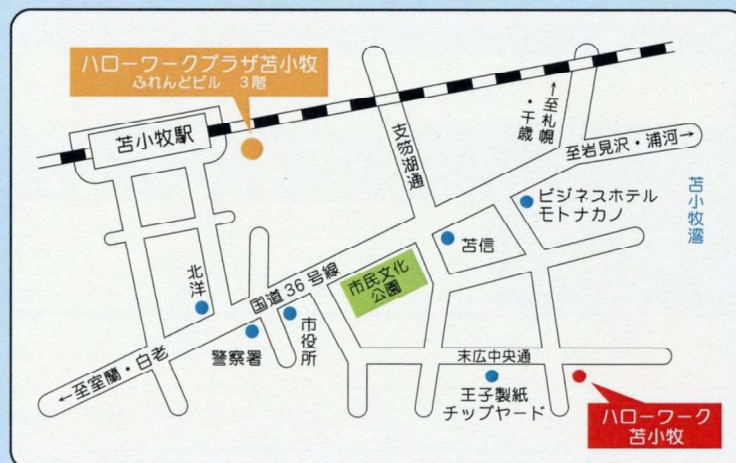 ハローワークプラザ苫小牧
ふれんどビル 3階
苫小牧駅
支笏湖通
←至札幌
・千歳
至岩見沢・浦河→
ビジネスホテル
モトナカノ
苫小牧湾
苫信
北洋
国道36号線
市民文化
公園
市役所
警察署
←至室蘭・白老
末広中央通
王子製紙
チップヤード
ハローワーク
苫小牧